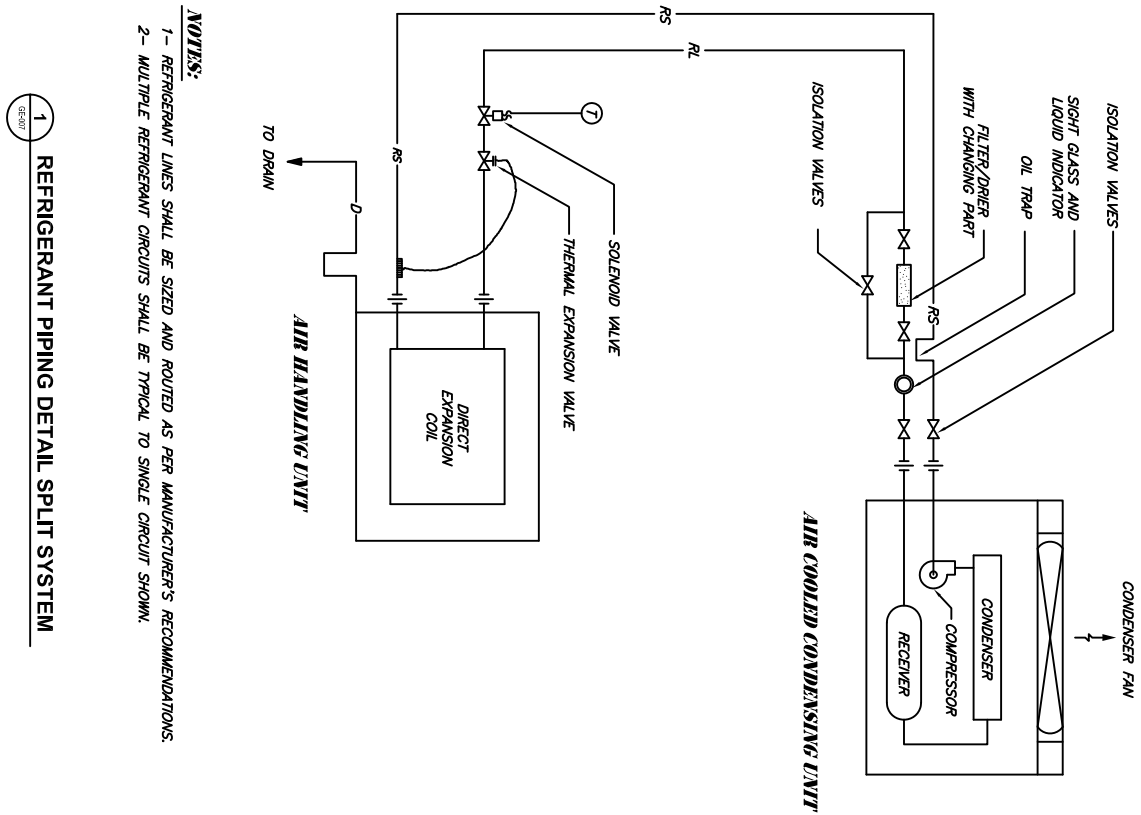 CONDENSER FAN
ISOLATION VALVES
SIGHT GLASS AND
LIQUID INDICATOR
OIL TRAP
FILTER/DRIER
WITH CHANGING PART
ISOLATION VALVES
RS
RL
RS
CONDENSER
COMPRESSOR
RECEIVER
AIR COOLED CONDENSING UNIT
T
SOLENOID VALVE
THERMAL EXPANSION VALVE
RS
DIRECT
EXPANSION
COIL
AIR HANDLING UNIT
D
TO DRAIN
NOTES:
1- REFRIGERANT LINES SHALL BE SIZED AND ROUTED AS PER MANUFACTURER'S RECOMMENDATIONS.
2- MULTIPLE REFRIGERANT CIRCUITS SHALL BE TYPICAL TO SINGLE CIRCUIT SHOWN.
1
GE-007
REFRIGERANT PIPING DETAIL SPLIT SYSTEM